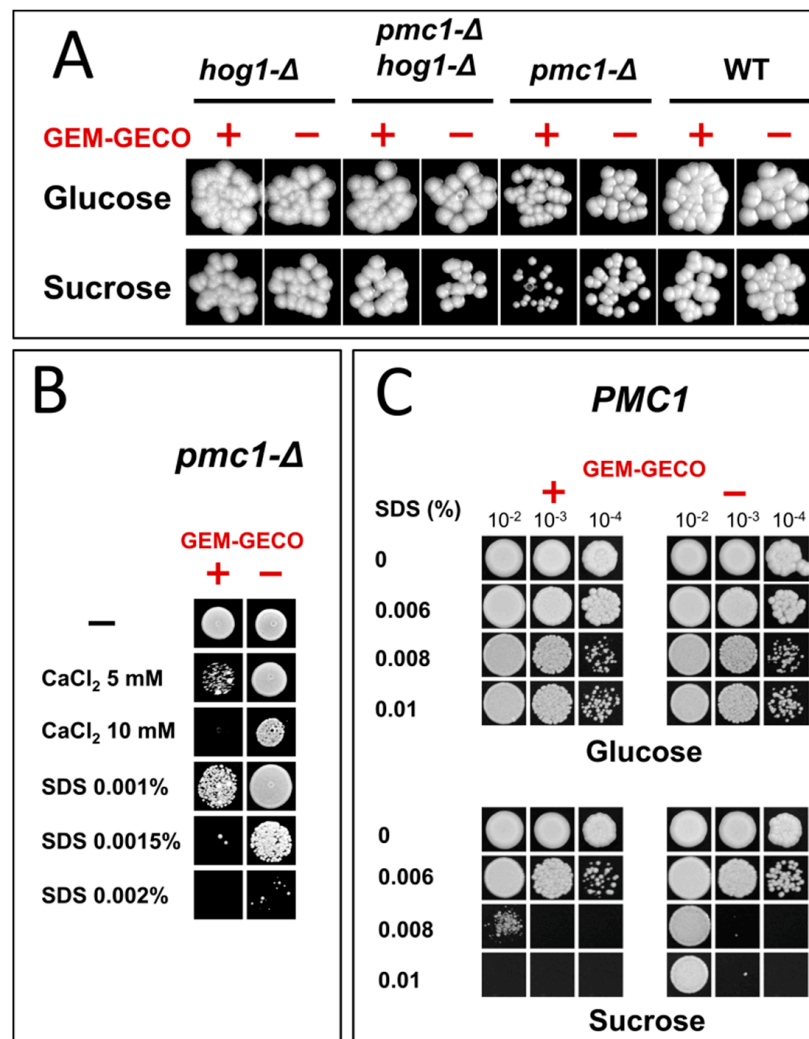 A
hog1-Δ
pmc1-Δ
hog1-Δ
pmc1-Δ
WT
GEM-GECO + − + − + − + −
Glucose
Sucrose
B
pmc1-Δ
GEM-GECO
+ −
−
CaCl₂ 5 mM
CaCl₂ 10 mM
SDS 0.001%
SDS 0.0015%
SDS 0.002%
C
PMC1
GEM-GECO
+ −
SDS (%) 10⁻² 10⁻³ 10⁻⁴ 10⁻² 10⁻³ 10⁻⁴
0
0.006
0.008
0.01
Glucose
0
0.006
0.008
0.01
Sucrose